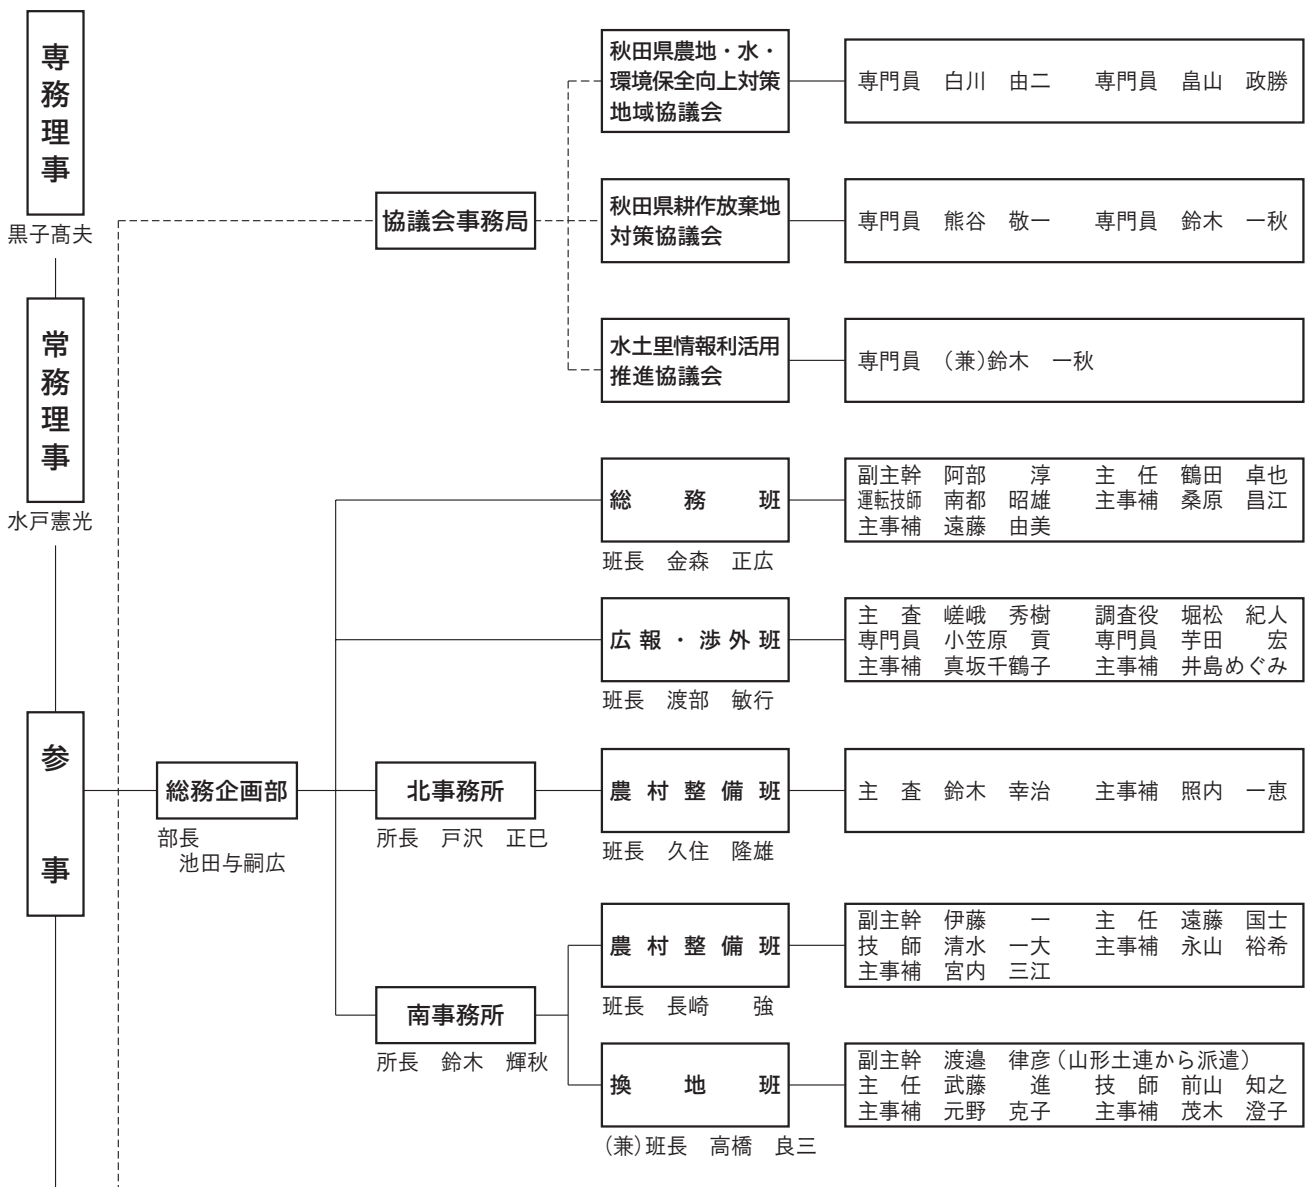 専務理事
黒子髙夫
常務理事
水戸憲光
参事
協議会事務局
秋田県農地・水・
環境保全向上対策
地域協議会
専門員　白川　由二　　専門員　畠山　政勝
秋田県耕作放棄地
対策協議会
専門員　熊谷　敬一　　専門員　鈴木　一秋
水土里情報利活用
推進協議会
専門員　（兼）鈴木　一秋
総務企画部
部長
池田与嗣広
総　務　班
班長　金森　正広
副主幹　阿部　　淳　　主　任　鶴田　卓也
運転技師　南都　昭雄　　主事補　桑原　昌江
主事補　遠藤　由美
広報・渉外班
班長　渡部　敏行
主　査　嵯峨　秀樹　　調査役　堀松　紀人
専門員　小笠原　貢　　専門員　芋田　　宏
主事補　真坂千鶴子　　主事補　井島めぐみ
北事務所
所長　戸沢　正巳
農村整備班
班長　久住　隆雄
主　査　鈴木　幸治　　主事補　照内　一恵
南事務所
所長　鈴木　輝秋
農村整備班
班長　長崎　　強
副主幹　伊藤　　一　　主　任　遠藤　国士
技　師　清水　一大　　主事補　永山　裕希
主事補　宮内　三江
換　地　班
（兼）班長　高橋　良三
副主幹　渡邉　律彦（山形土連から派遣）
主　任　武藤　　進　　技　師　前山　知之
主事補　元野　克子　　主事補　茂木　澄子